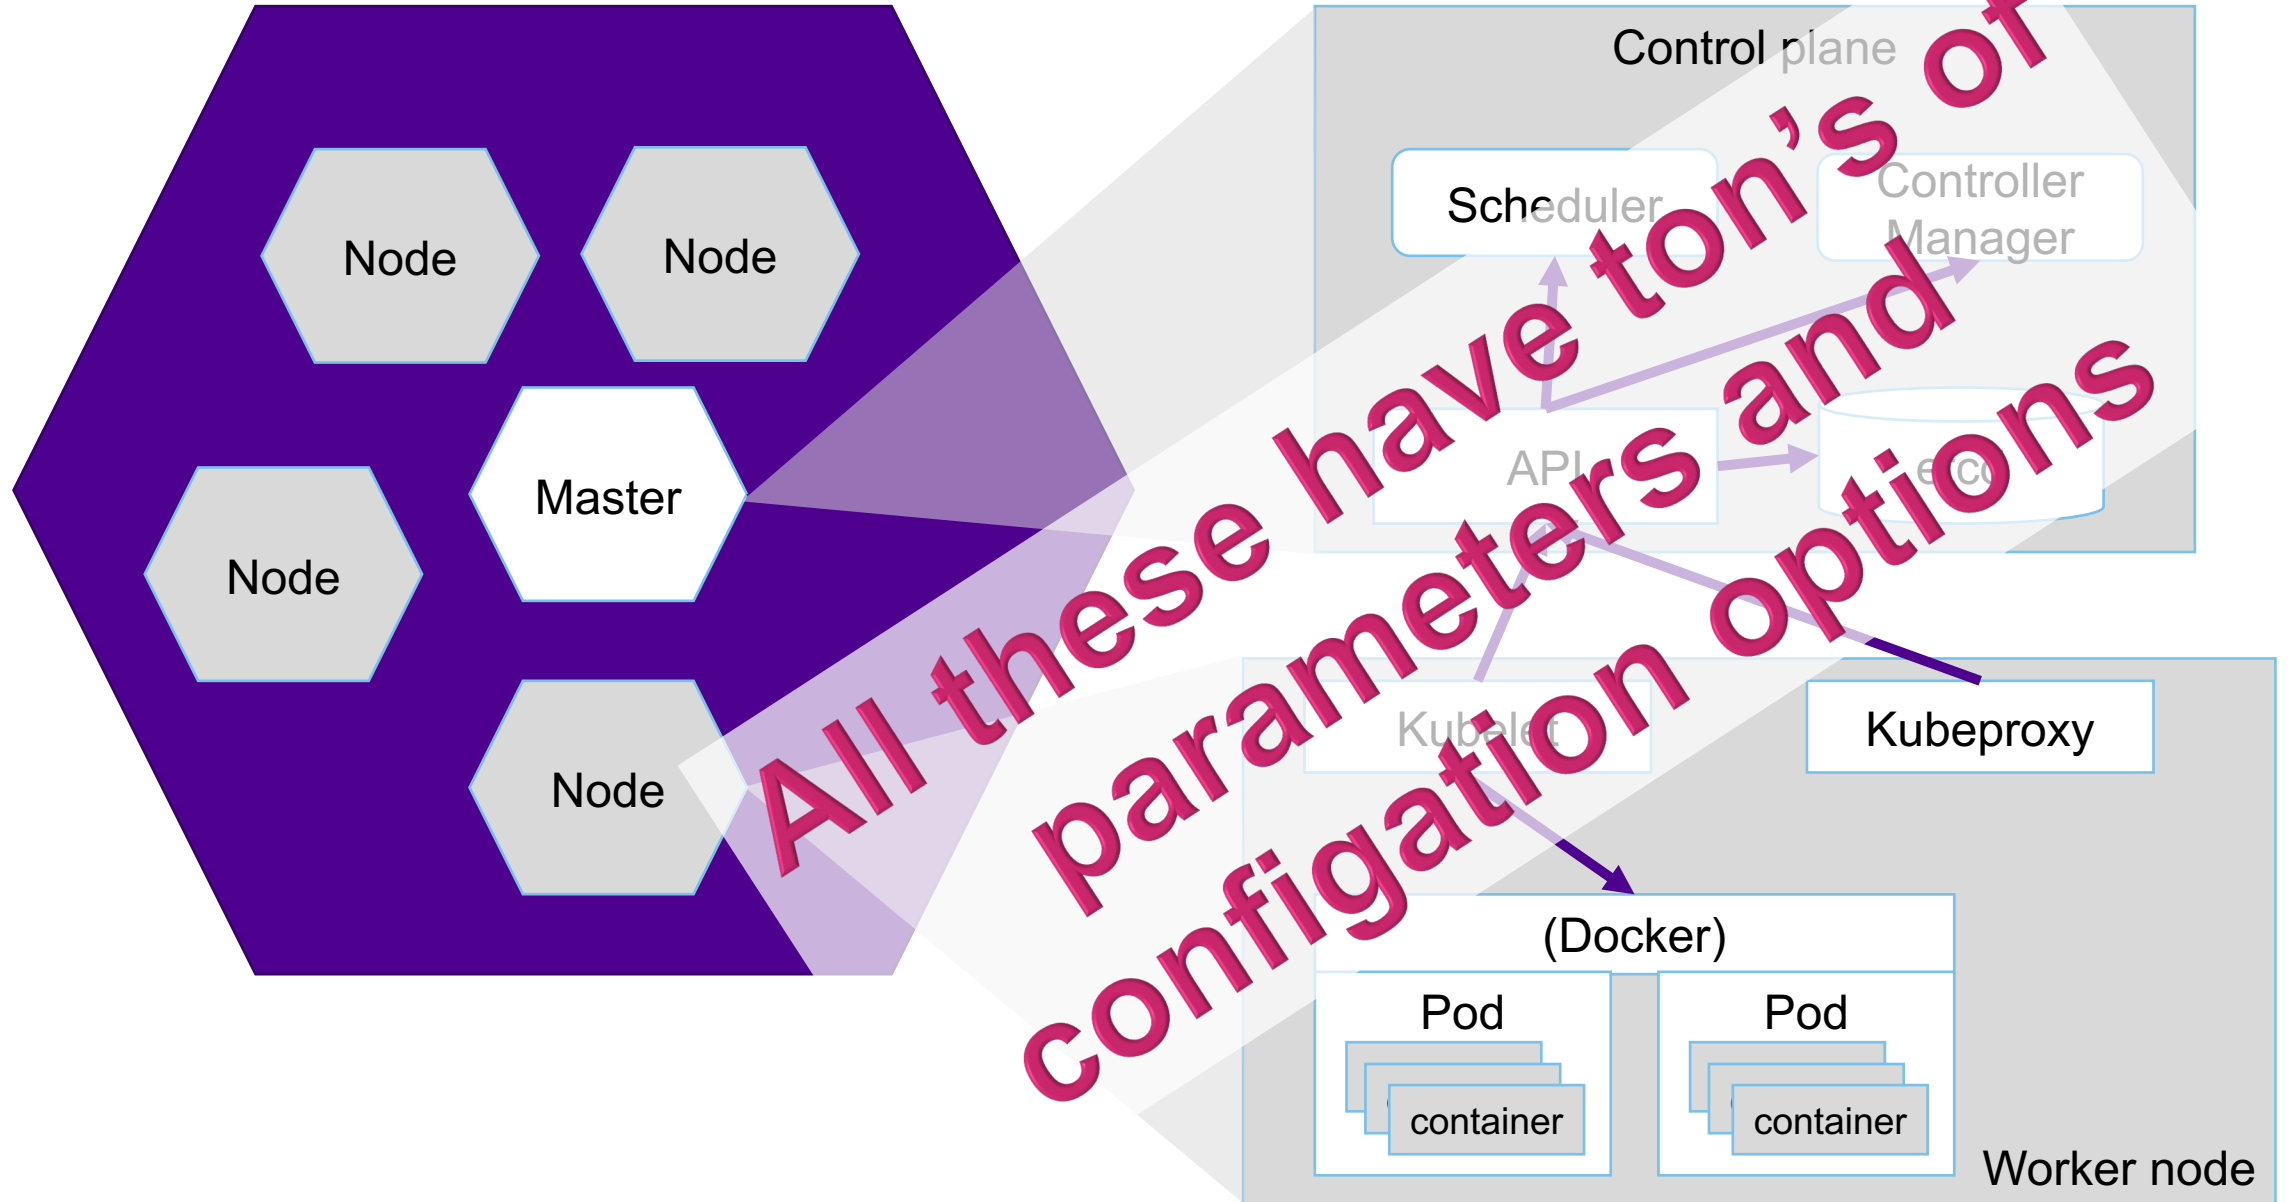 Control plane
Scheduler
Controller
Manager
Node
Node
Master
Node
Node
API
All these have ton's of
parameters and
configation options
Kubelet
Kubeproxy
(Docker)
Pod
Pod
container
container
Worker node